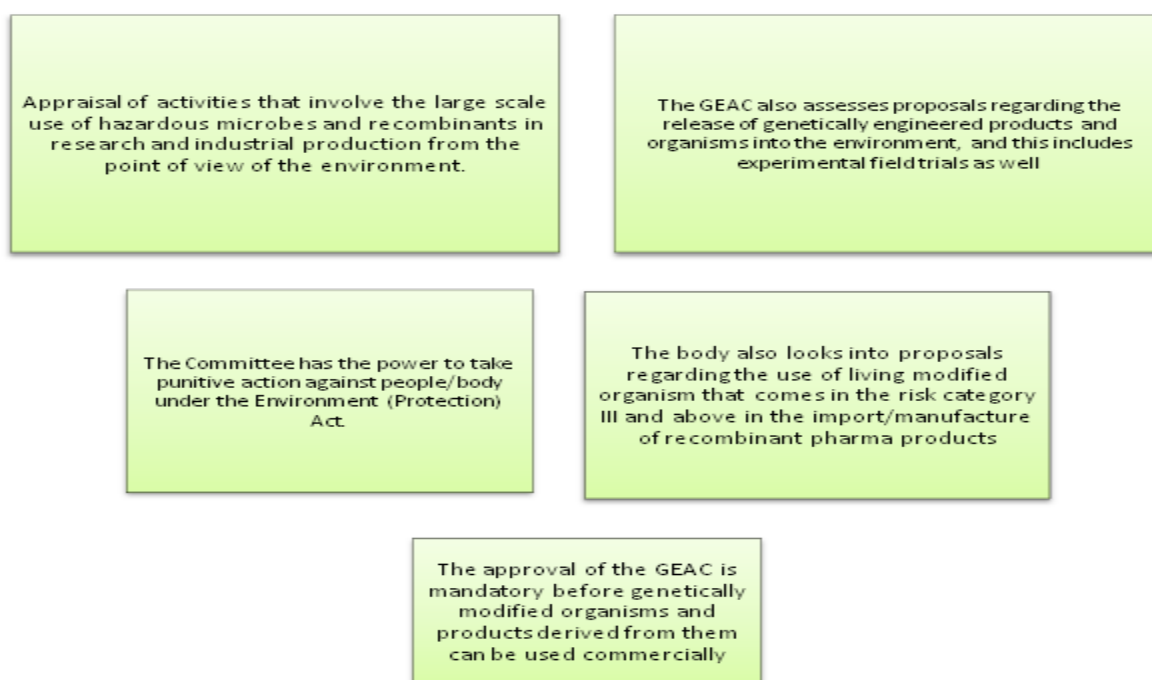 Appraisal of activities that involve the large scale
use of hazardous microbes and recombinants in
research and industrial production from the
point of view of the environment.
The GEAC also assesses proposals regarding the
release of genetically engineered products and
organisms into the environment, and this includes
experimental field trials as well
The Committee has the power to take
punitive action against people/body
under the Environment (Protection)
Act.
The body also looks into proposals
regarding the use of living modified
organism that comes in the risk category
III and above in the import/manufacture
of recombinant pharma products
The approval of the GEAC is
mandatory before genetically
modified organisms and
products derived from them
can be used commercially